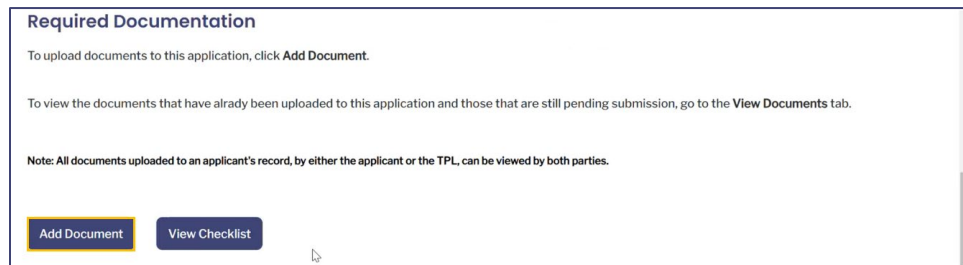 Required Documentation
To upload documents to this application, click Add Document.
To view the documents that have alrady been uploaded to this application and those that are still pending submission, go to the View Documents tab.
Note: All documents uploaded to an applicant's record, by either the applicant or the TPL, can be viewed by both parties.
Add Document
View Checklist